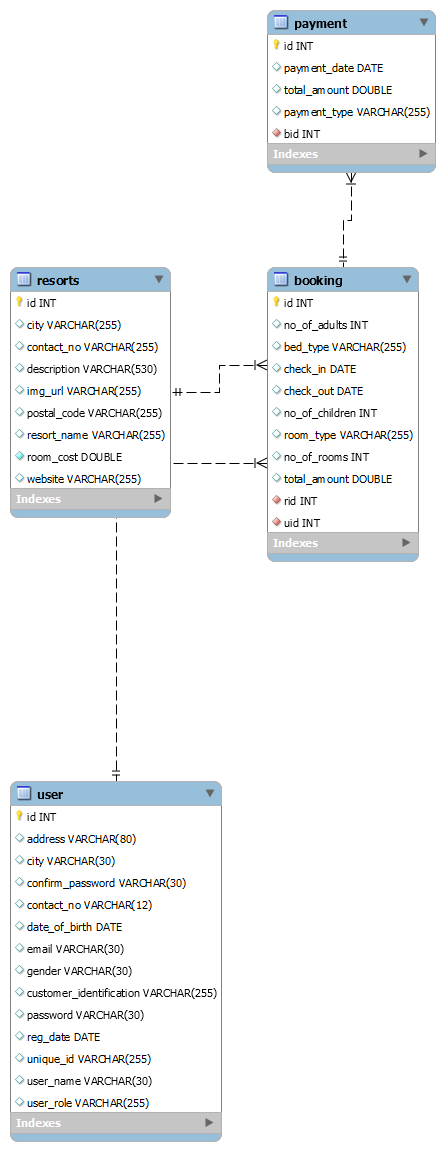 payment
id INT
payment_date DATE
total_amount DOUBLE
payment_type VARCHAR(255)
bid INT
Indexes
resorts
id INT
city VARCHAR(255)
contact_no VARCHAR(255)
description VARCHAR(530)
img_url VARCHAR(255)
postal_code VARCHAR(255)
resort_name VARCHAR(255)
room_cost DOUBLE
website VARCHAR(255)
Indexes
booking
id INT
no_of_adults INT
bed_type VARCHAR(255)
check_in DATE
check_out DATE
no_of_children INT
room_type VARCHAR(255)
no_of_rooms INT
total_amount DOUBLE
rid INT
uid INT
Indexes
user
id INT
address VARCHAR(80)
city VARCHAR(30)
confirm_password VARCHAR(30)
contact_no VARCHAR(12)
date_of_birth DATE
email VARCHAR(30)
gender VARCHAR(30)
customer_identification VARCHAR(255)
password VARCHAR(30)
reg_date DATE
unique_id VARCHAR(255)
user_name VARCHAR(30)
user_role VARCHAR(255)
Indexes